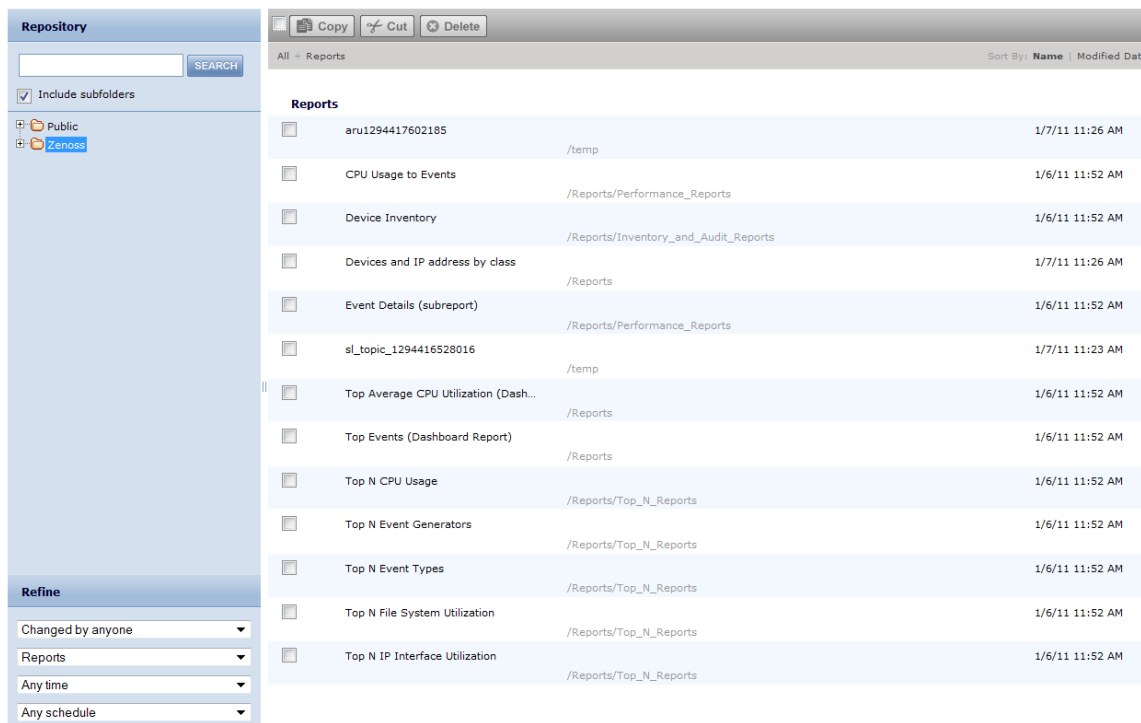 Repository
SEARCH
Include subfolders
Public
Zenoss
Refine
Changed by anyone
Reports
Any time
Any schedule
Copy Cut Delete
All + Reports Sort By: Name | Modified Dat
Reports
aru1294417602185 1/7/11 11:26 AM
/temp
CPU Usage to Events 1/6/11 11:52 AM
/Reports/Performance_Reports
Device Inventory 1/6/11 11:52 AM
/Reports/Inventory_and_Audit_Reports
Devices and IP address by class 1/7/11 11:26 AM
/Reports
Event Details (subreport) 1/6/11 11:52 AM
/Reports/Performance_Reports
sl_topic_1294416528016 1/7/11 11:23 AM
/temp
Top Average CPU Utilization (Dash... 1/6/11 11:52 AM
/Reports
Top Events (Dashboard Report) 1/6/11 11:52 AM
/Reports
Top N CPU Usage 1/6/11 11:52 AM
/Reports/Top_N_Reports
Top N Event Generators 1/6/11 11:52 AM
/Reports/Top_N_Reports
Top N Event Types 1/6/11 11:52 AM
/Reports/Top_N_Reports
Top N File System Utilization 1/6/11 11:52 AM
/Reports/Top_N_Reports
Top N IP Interface Utilization 1/6/11 11:52 AM
/Reports/Top_N_Reports